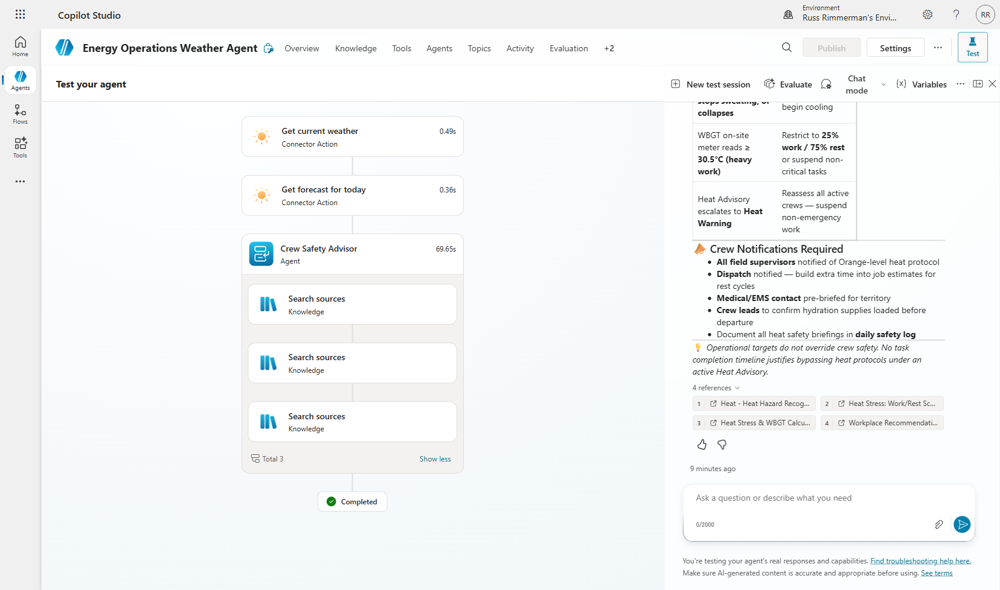 Copilot Studio
Environment
Russ Rimmerman's Envi...
RR
Home
Agents
Flows
Tools
Energy Operations Weather Agent
Overview
Knowledge
Tools
Agents
Topics
Activity
Evaluation
+2
Publish
Settings
Test
Test your agent
New test session
Evaluate
Chat
mode
{x} Variables
Get current weather
0.49s
Connector Action
Get forecast for today
0.36s
Connector Action
Crew Safety Advisor
69.65s
Agent
Search sources
Knowledge
Search sources
Knowledge
Search sources
Knowledge
Total 3
Show less
Completed
stops sweating, or
collapses
begin cooling
WBGT on-site
meter reads ≥
30.5°C (heavy
work)
Restrict to 25%
work / 75% rest
or suspend non-
critical tasks
Heat Advisory
escalates to Heat
Warning
Reassess all active
crews — suspend
non-emergency
work
Crew Notifications Required
• All field supervisors notified of Orange-level heat protocol
• Dispatch notified — build extra time into job estimates for
rest cycles
• Medical/EMS contact pre-briefed for territory
• Crew leads to confirm hydration supplies loaded before
departure
• Document all heat safety briefings in daily safety log
Operational targets do not override crew safety. No task
completion timeline justifies bypassing heat protocols under an
active Heat Advisory.
4 references
1 Heat - Heat Hazard Recog...
2 Heat Stress: Work/Rest Sc...
3 Heat Stress & WBGT Calcu...
4 Workplace Recommendati...
9 minutes ago
Ask a question or describe what you need
0/2000
You're testing your agent's real responses and capabilities. Find troubleshooting help here.
Make sure AI-generated content is accurate and appropriate before using. See terms